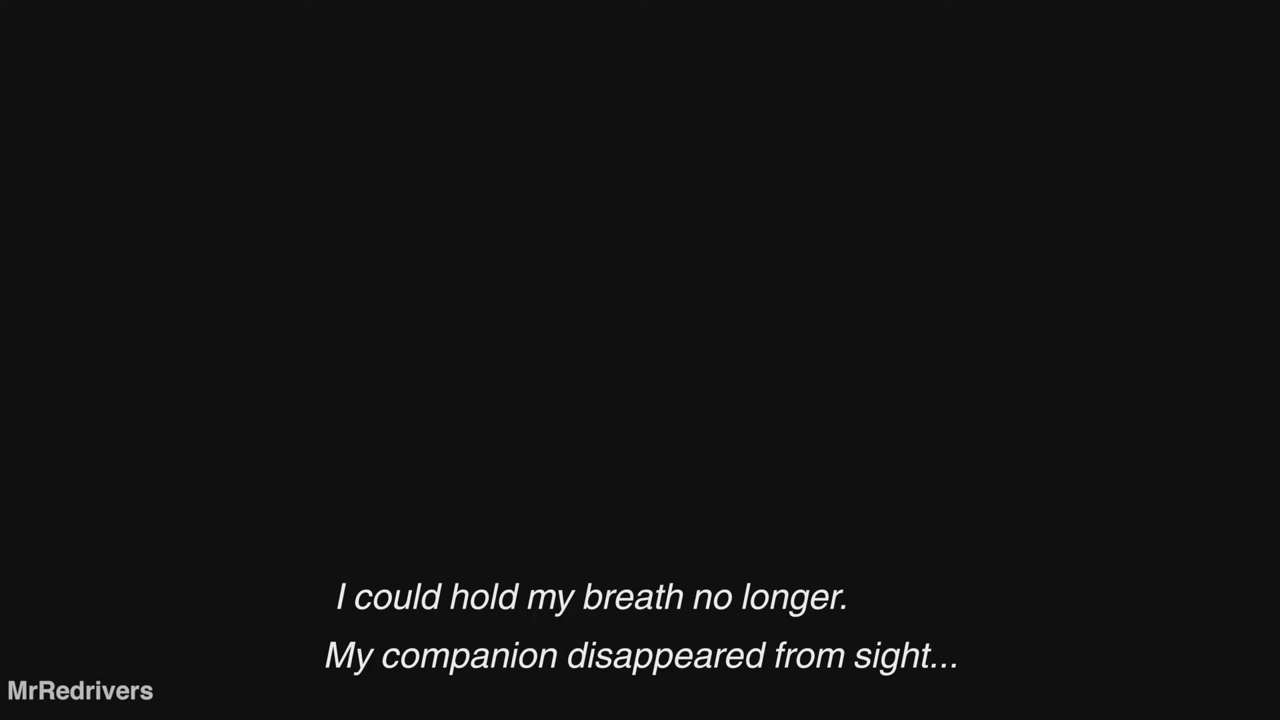 I could hold my breath no longer.
My companion disappeared from sight...
MrRedrivers